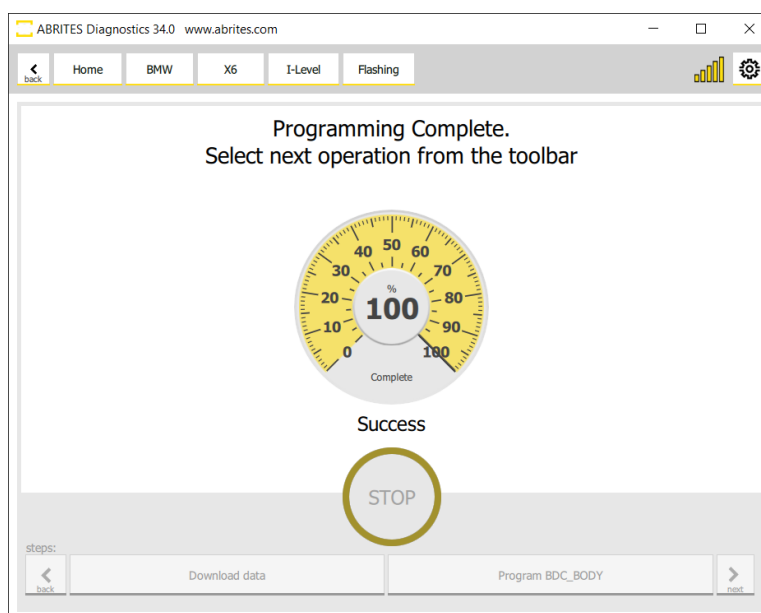 ABRITES Diagnostics 34.0 www.abrites.com
back Home BMW X6 I-Level Flashing
Programming Complete.
Select next operation from the toolbar
0 10 20 30 40 50 60 70 80 90 100
%
100
Complete
Success
STOP
steps:
back Download data Program BDC_BODY next